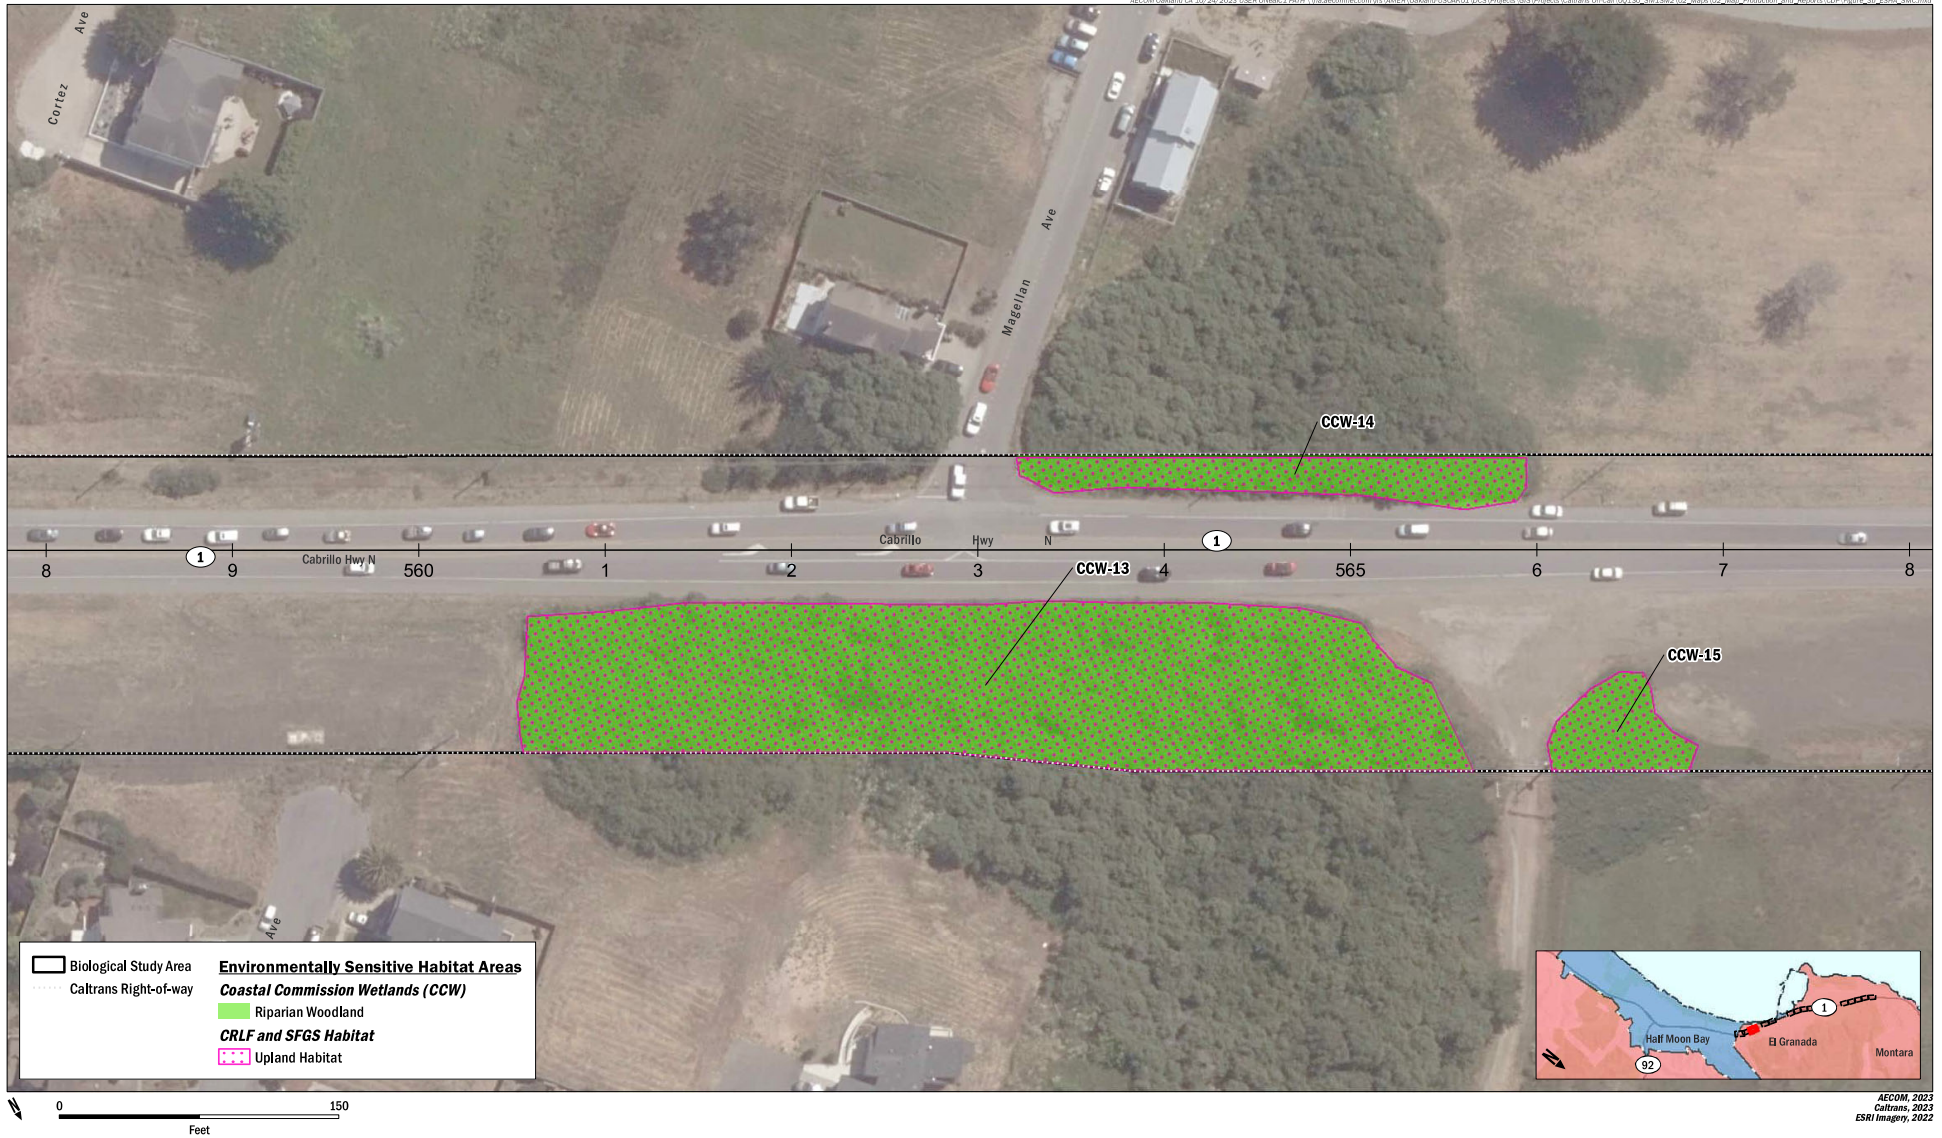 Ave
Cortez
Ave
Magellan
CCW-14
Cabrillo Hwy N
1
1
Cabrillo Hwy N
8 9 560 1 2 3 4 565 6 7 8
CCW-13
CCW-15
Ave
Biological Study Area
Caltrans Right-of-way
Environmentally Sensitive Habitat Areas
Coastal Commission Wetlands (CCW)
Riparian Woodland
CRLF and SFGS Habitat
Upland Habitat
1
Half Moon Bay
El Granada
Montara
92
N
N
0 150
Feet
AECOM, 2023
Caltrans, 2023
ESRI Imagery, 2022